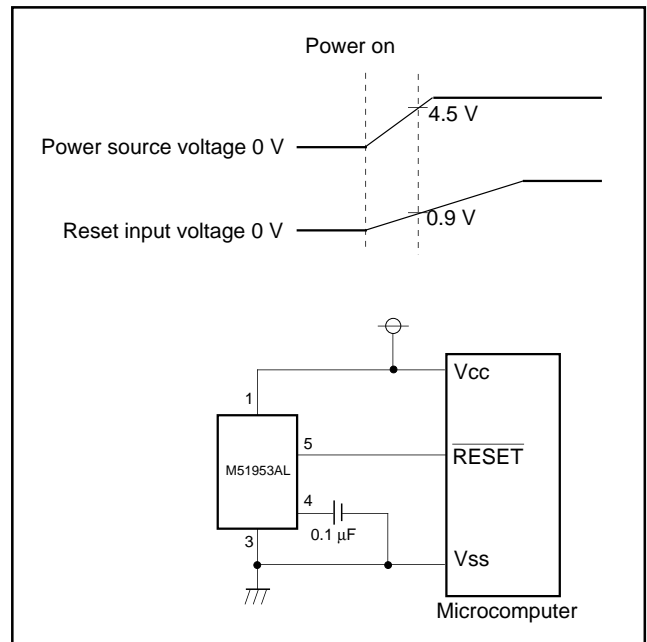 Power on
4.5 V
Power source voltage 0 V
0.9 V
Reset input voltage 0 V
Vcc
1
5
RESET
M51953AL
4
0.1 µF
3
Vss
Microcomputer